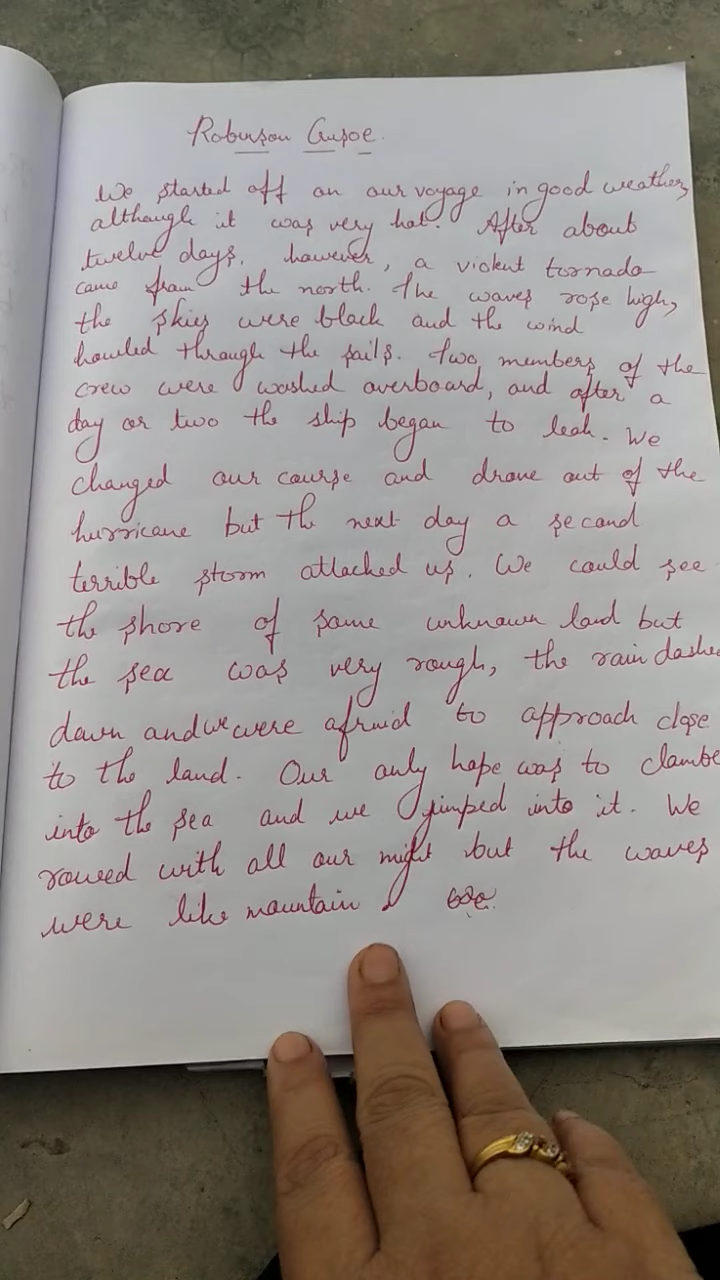 Robinson Cusoe.
We started off on our voyage in good weather,
although it was very hot. After about
twelve days, however, a violent tornado
came from the north. The waves rose high,
the skies were black and the wind
howled through the sails. Two members of the
crew were washed overboard, and after a
day or two the ship began to leak. We
changed our course and drove out of the
hurricane but the next day a second
terrible storm attacked us. We could see
the shore of some unknown land but
the sea was very rough, the rain dashe
down and we were afraid to approach close
to the land. Our only hope was to clambe
into the sea and we jimped into it. We
rowed with all our might but the waves
were like mountain